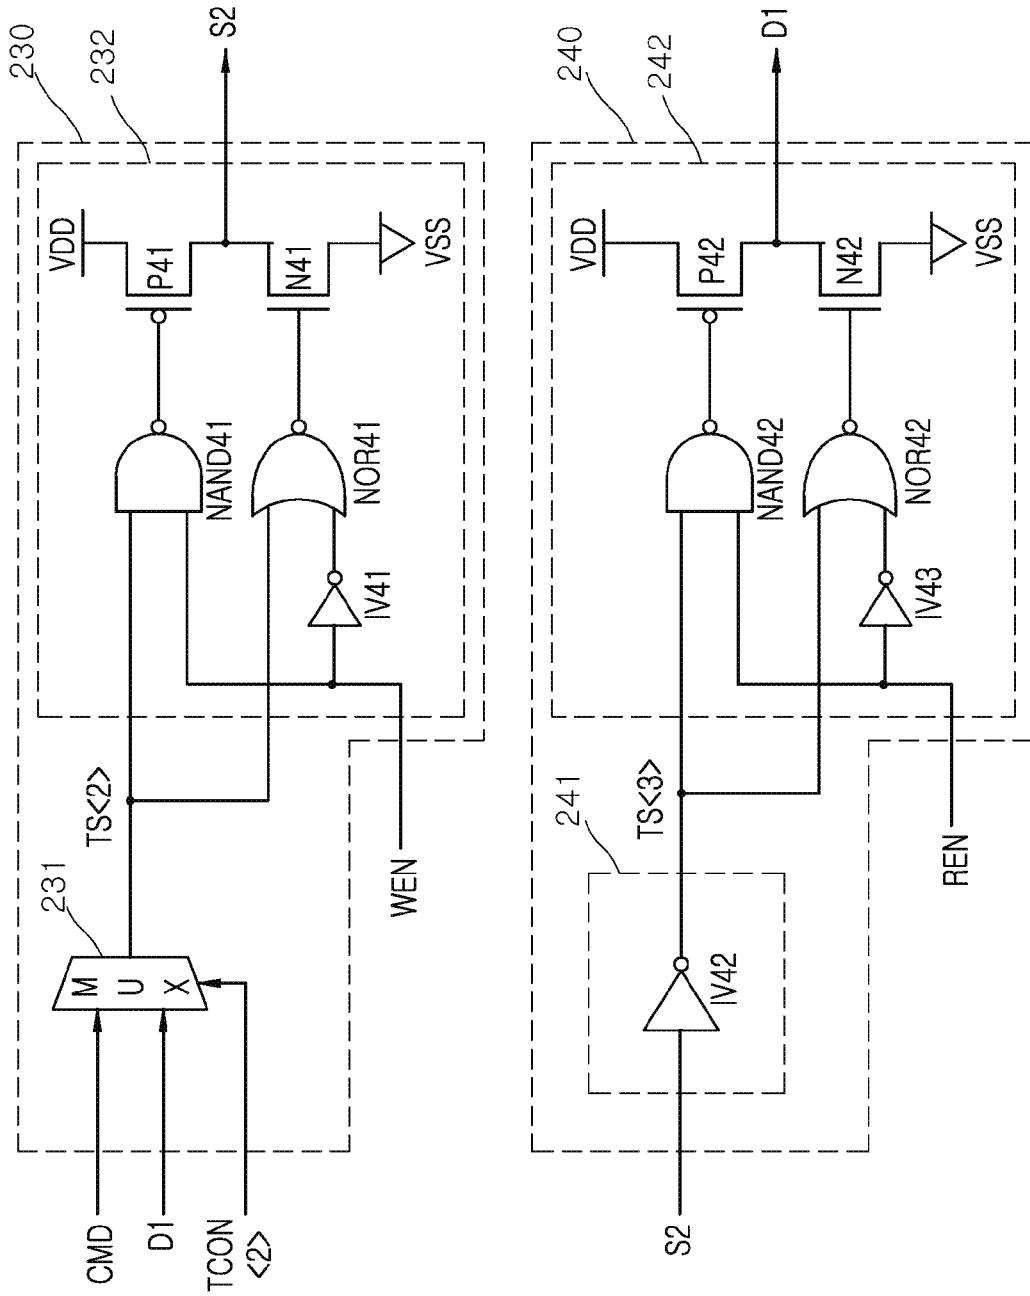 230
232
S2
VDD
P41
N41
VSS
NAND41
NOR41
IV41
TS<2>
WEN
231
M
U
X
CMD
D1
TCON
<2>
240
242
D1
VDD
P42
N42
VSS
NAND42
NOR42
IV43
TS<3>
REN
241
IV42
S2